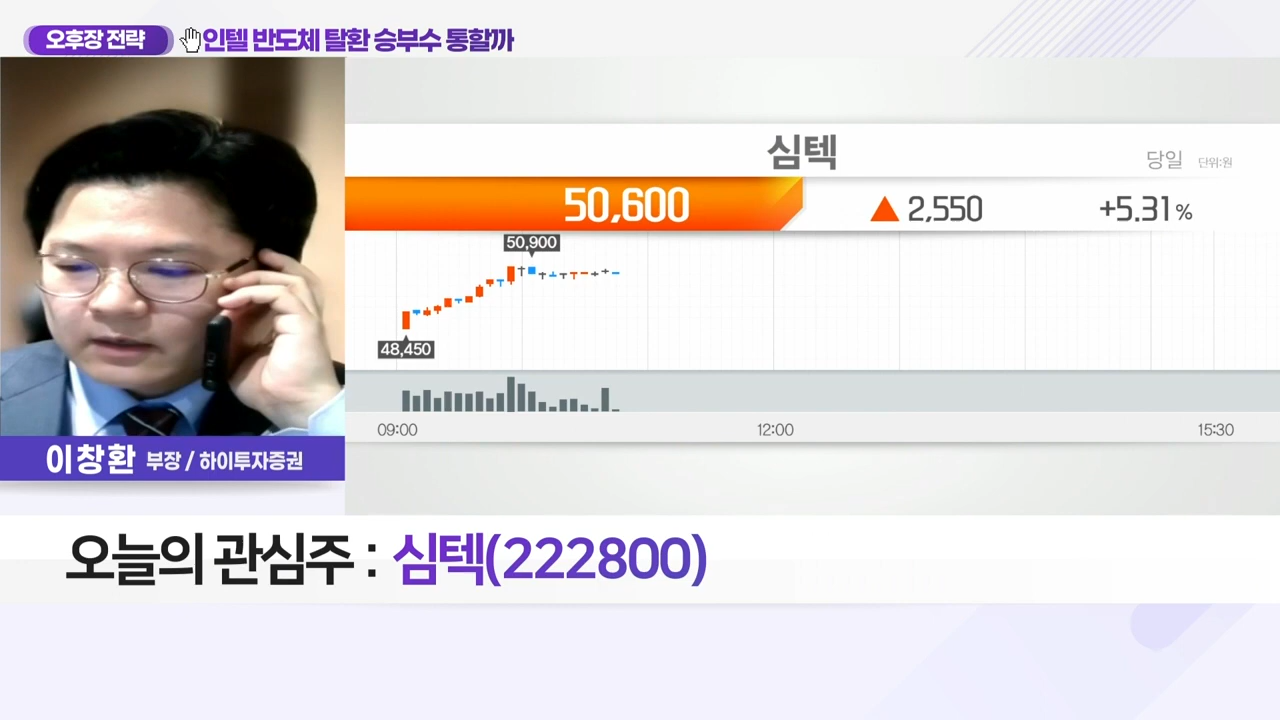 오후장 전략
인텔 반도체 탈환 승부수 통할까
심텍
당일 단위:원
50,600
▲ 2,550
+5.31%
50,900
48,450
09:00
12:00
15:30
이창환 부장 / 하이투자증권
오늘의 관심주 : 심텍(222800)